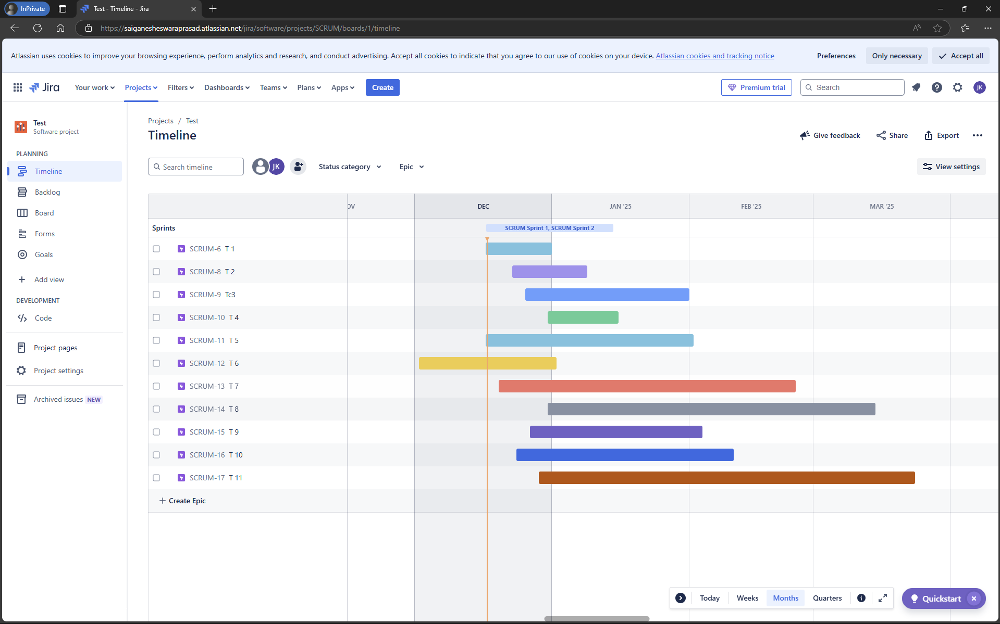 InPrivate
Test - Timeline - Jira
https://saiganesheswaraprasad.atlassian.net/jira/software/projects/SCRUM/boards/1/timeline
Atlassian uses cookies to improve your browsing experience, perform analytics and research, and conduct advertising. Accept all cookies to indicate that you agree to our use of cookies on your device. Atlassian cookies and tracking notice
Preferences
Only necessary
Accept all
Jira
Your work
Projects
Filters
Dashboards
Teams
Plans
Apps
Create
Premium trial
Search
JK
Test
Software project
PLANNING
Timeline
Backlog
Board
Forms
Goals
Add view
DEVELOPMENT
Code
Project pages
Project settings
Archived issues NEW
Projects / Test
Timeline
Give feedback
Share
Export
Search timeline
JK
Status category
Epic
View settings
OV
DEC
JAN '25
FEB '25
MAR '25
Sprints
SCRUM Sprint 1, SCRUM Sprint 2
SCRUM-6 T 1
SCRUM-8 T 2
SCRUM-9 Tc3
SCRUM-10 T 4
SCRUM-11 T 5
SCRUM-12 T 6
SCRUM-13 T 7
SCRUM-14 T 8
SCRUM-15 T 9
SCRUM-16 T 10
SCRUM-17 T 11
Create Epic
Today
Weeks
Months
Quarters
Quickstart